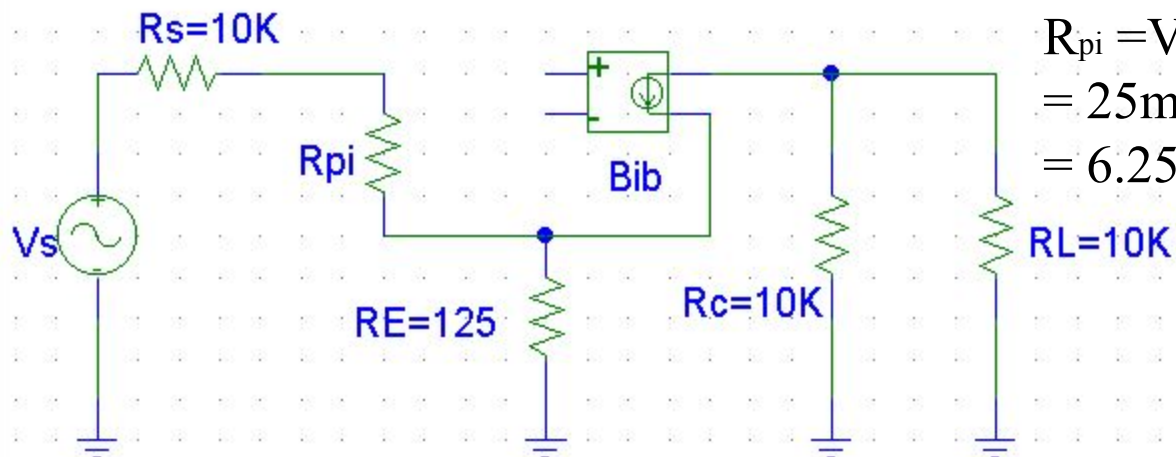 Rs=10K
Rpi =V
= 25m
= 6.25
+
-
Rpi
Bib
+
Vs
-
RL=10K
Rc=10K
RE=125